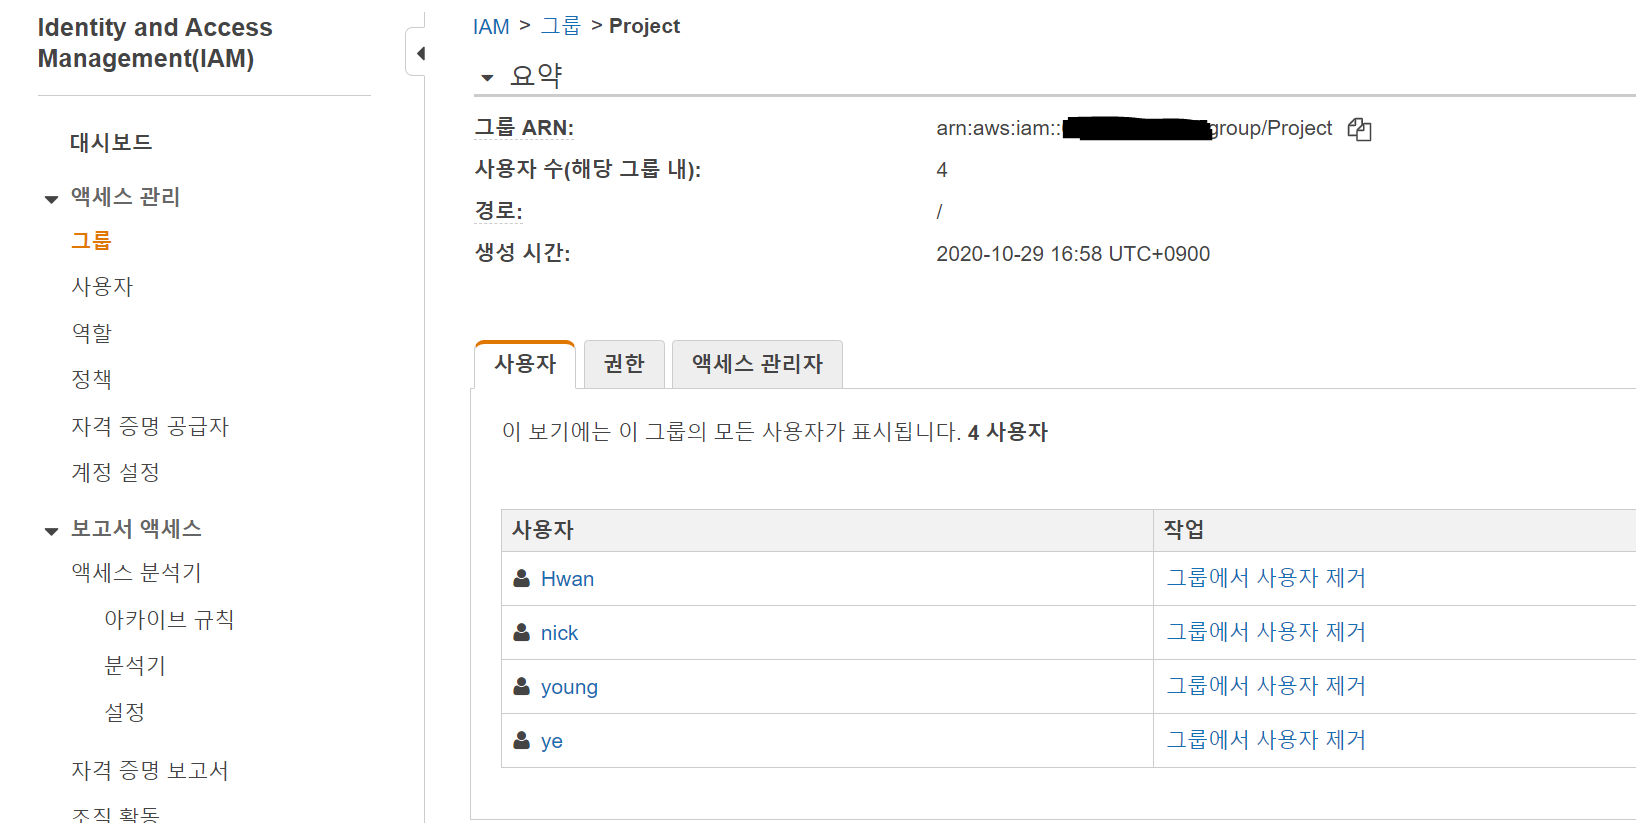 Identity and Access
Management(IAM)
대시보드
액세스 관리
그룹
사용자
역할
정책
자격 증명 공급자
계정 설정
보고서 액세스
액세스 분석기
아카이브 규칙
분석기
설정
자격 증명 보고서
조직 활동
IAM > 그룹 > Project
요약
그룹 ARN: arn:aws:iam:: group/Project
사용자 수(해당 그룹 내): 4
경로: /
생성 시간: 2020-10-29 16:58 UTC+0900
사용자 권한 액세스 관리자
이 보기에는 이 그룹의 모든 사용자가 표시됩니다. 4 사용자
사용자 작업
Hwan 그룹에서 사용자 제거
nick 그룹에서 사용자 제거
young 그룹에서 사용자 제거
ye 그룹에서 사용자 제거